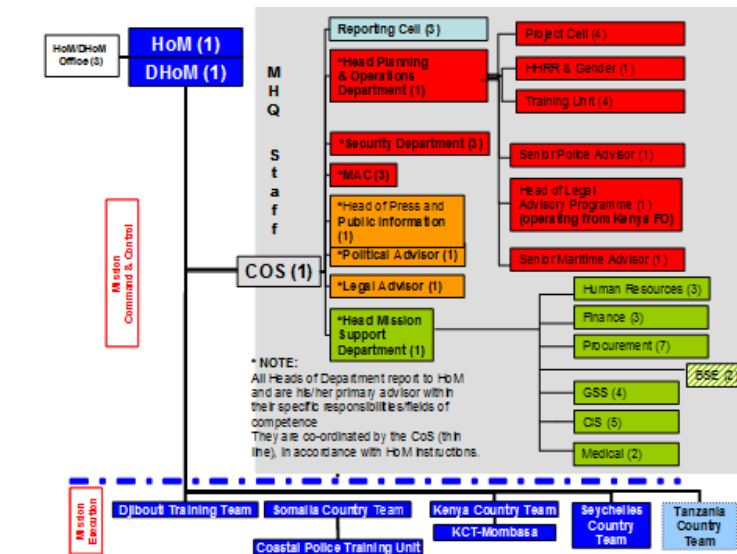 HoM/DHoM
Office (3)
HoM (1)
DHoM (1)
MHQ Staff
Reporting Cell (3)
*Head Planning
& Operations
Department (1)
*Security Department (3)
*MAC (3)
*Head of Press and
Public Information
(1)
*Political Advisor (1)
*Legal Advisor (1)
*Head Mission
Support
Department (1)
COS (1)
Project Cell (4)
HHRR & Gender (1)
Training Unit (4)
Senior Police Advisor (1)
Head of Legal
Advisory Programme (1)
(operating from Kenya FO)
Senior Maritime Advisor (1)
Human Resources (3)
Finance (3)
Procurement (7)
BSE (2
GSS (4)
CIS (5)
Medical (2)
Mission
Command & Control
* NOTE:
All Heads of Department report to HoM
and are his/her primary advisor within
their specific responsibilities/fields of
competence
They are co-ordinated by the CoS (thin
line), in accordance with HoM instructions.
Mission
Execution
Djibouti Training Team
Somalia Country Team
Coastal Police Training Unit
Kenya Country Team
KCT-Mombasa
Seychelles
Country
Team
Tanzania
Country
Team